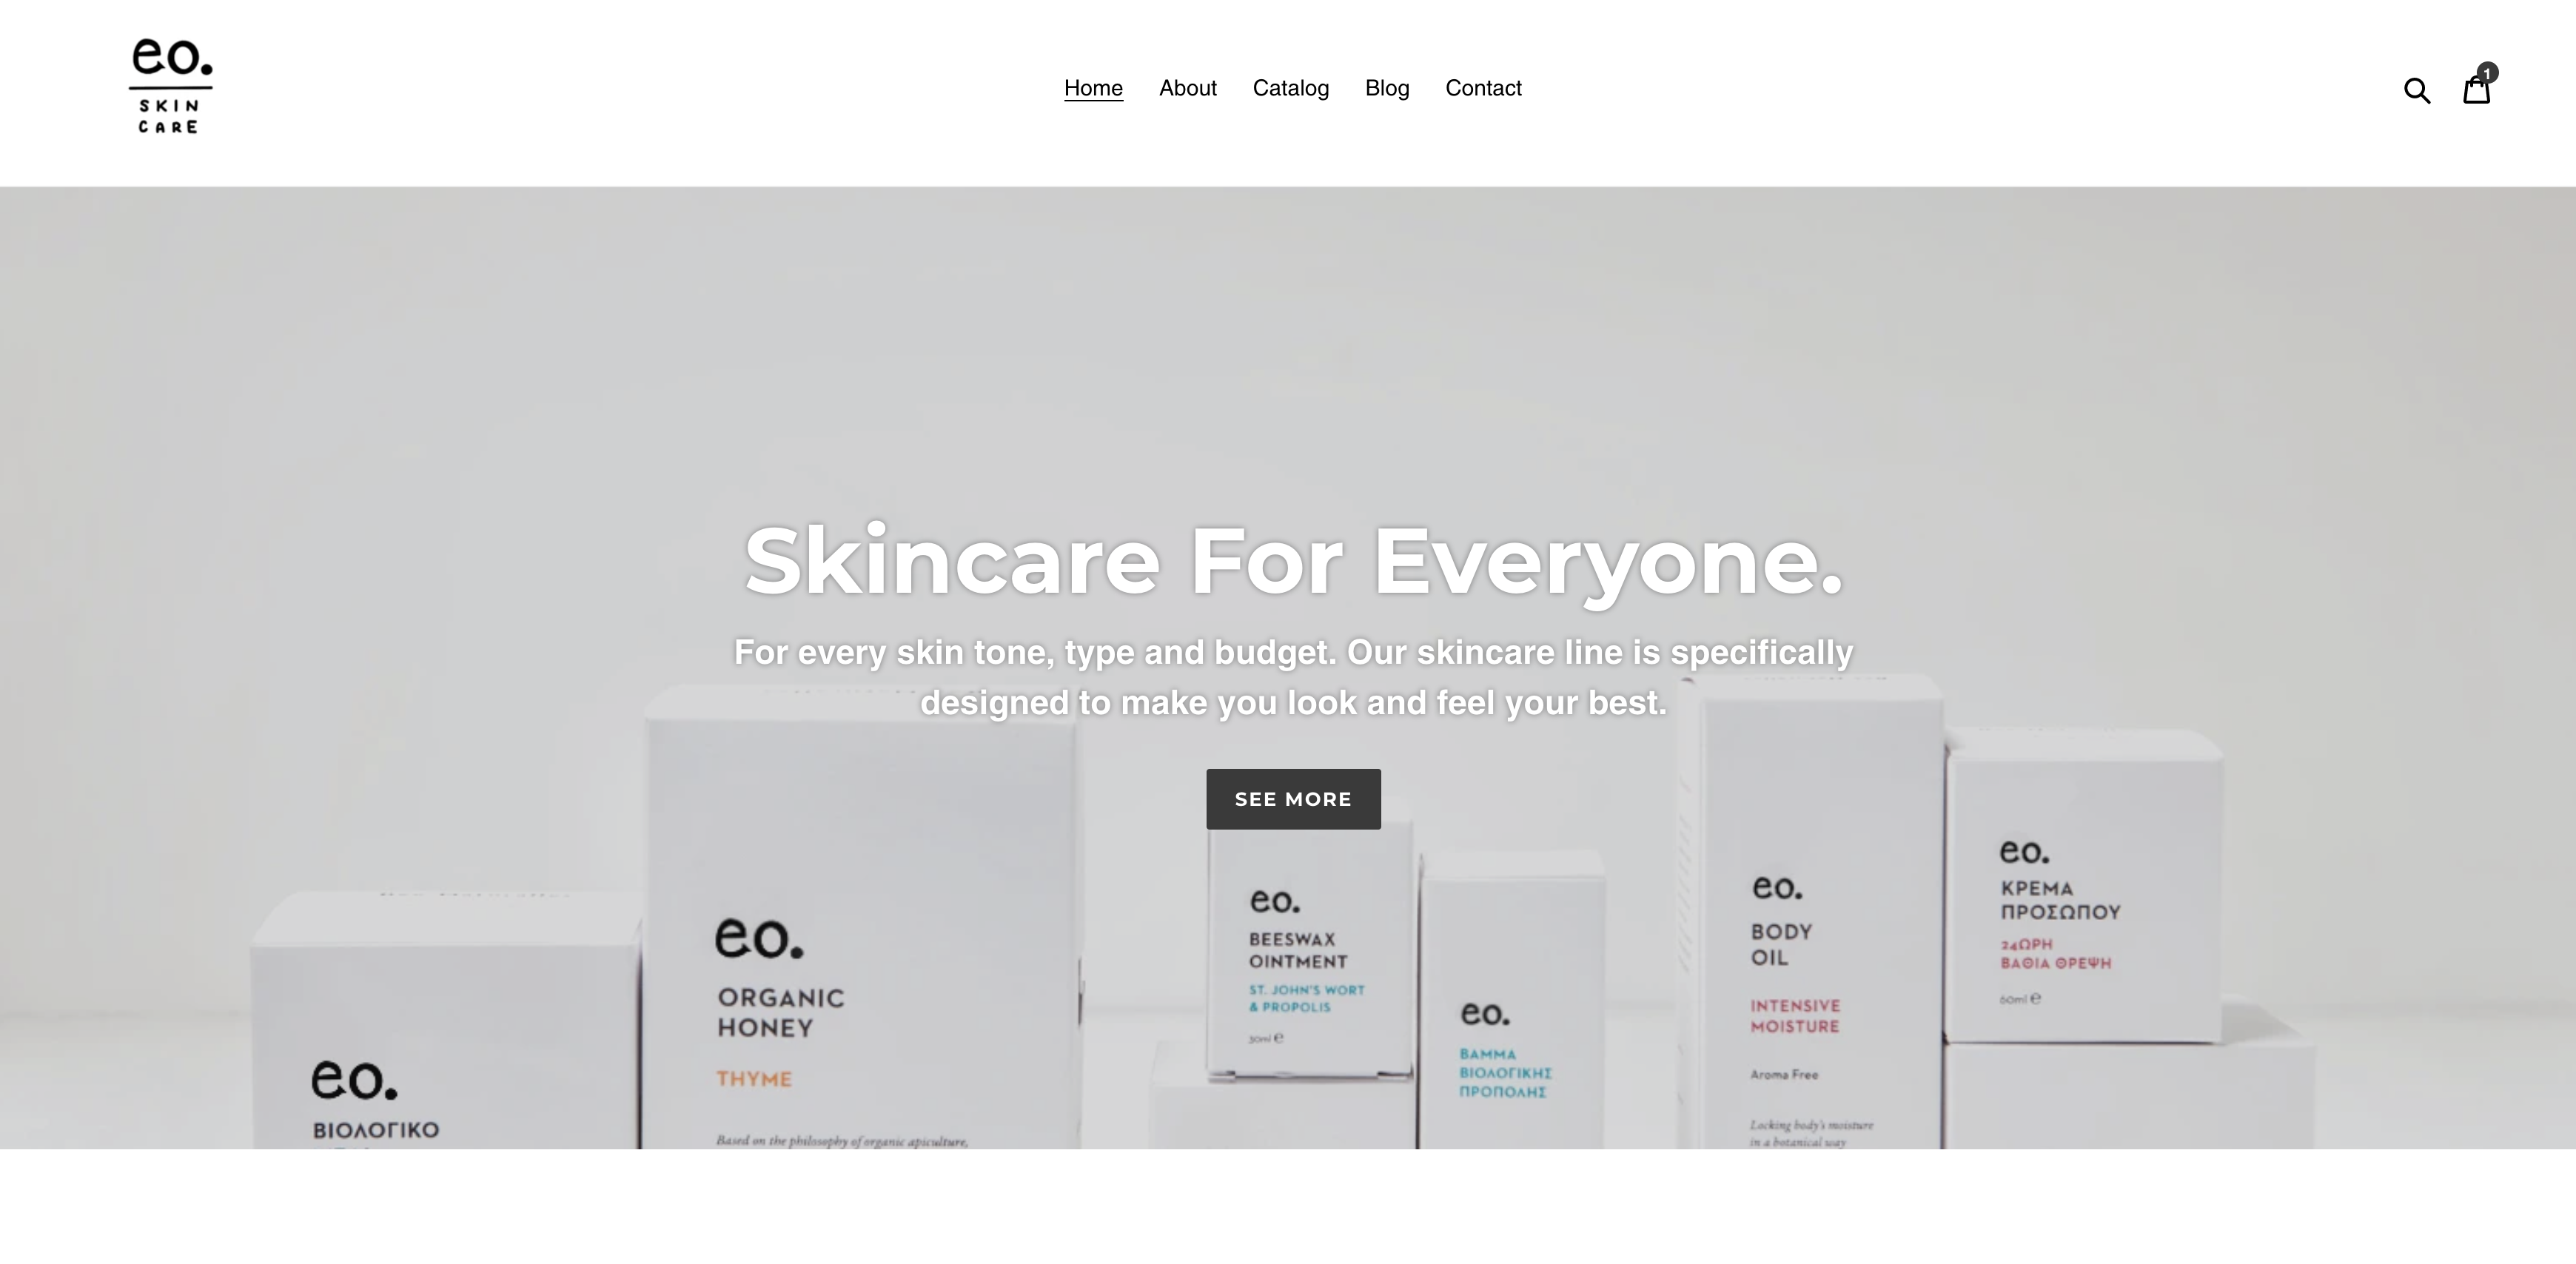 eo.
SKIN
CARE
Home
About
Catalog
Blog
Contact
1
Skincare For Everyone.
For every skin tone, type and budget. Our skincare line is specifically
designed to make you look and feel your best.
SEE MORE
eo.
ΒΙΟΛΟΓΙΚΟ
eo.
ORGANIC
HONEY
THYME
Based on the philosophy of organic apiculture,
eo.
BEESWAX
OINTMENT
ST. JOHN'S WORT
& PROPOLIS
30ml ℮
eo.
ΒΑΜΜΑ
ΒΙΟΛΟΓΙΚΗΣ
ΠΡΟΠΟΛΗΣ
eo.
BODY
OIL
INTENSIVE
MOISTURE
Aroma Free
Locking body's moisture
in a botanical way
eo.
ΚΡΕΜΑ
ΠΡΟΣΩΠΟΥ
24ΩΡΗ
ΒΑΘΙΑ ΘΡΕΨΗ
60ml ℮